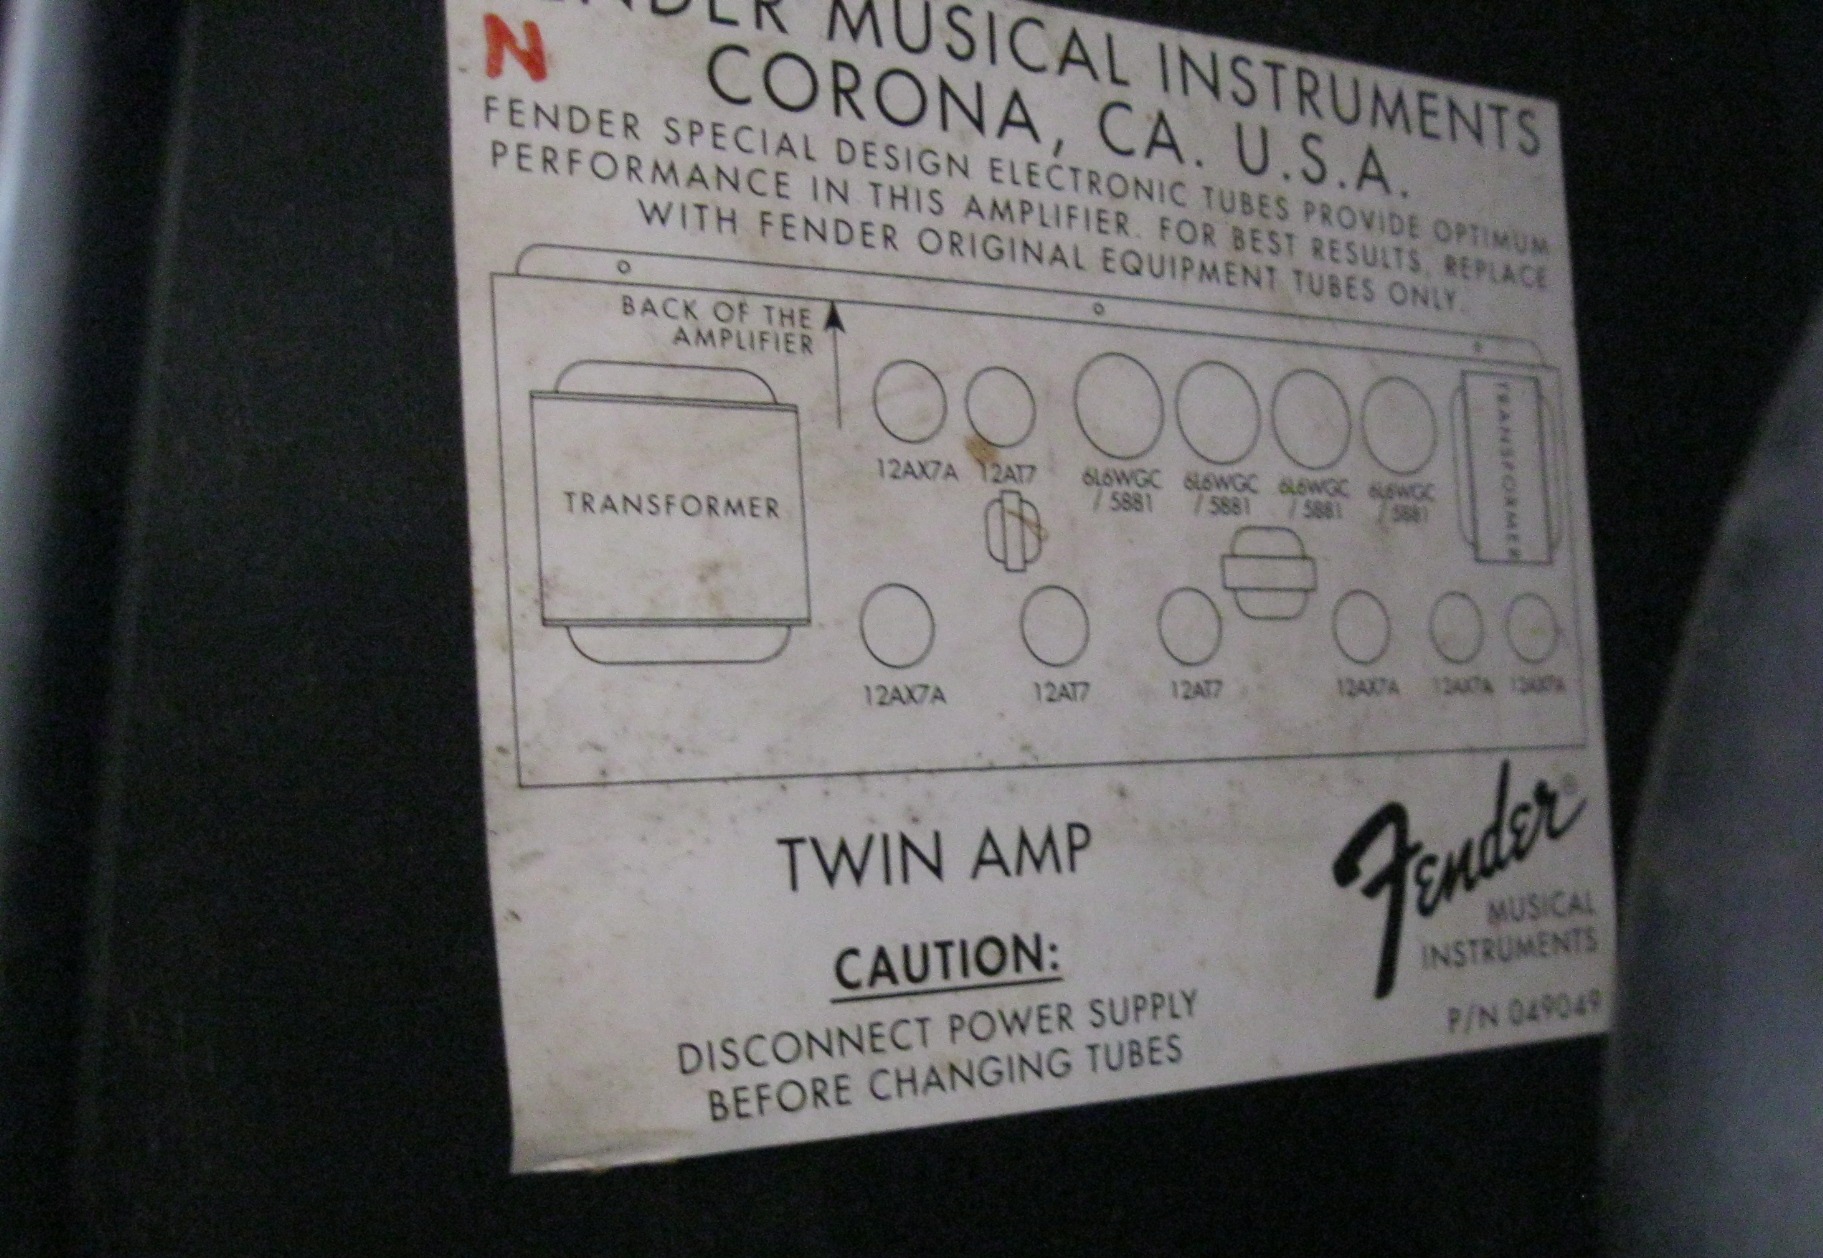 FENDER MUSICAL INSTRUMENTS
N
CORONA, CA. U.S.A.
FENDER SPECIAL DESIGN ELECTRONIC TUBES PROVIDE OPTIMUM
PERFORMANCE IN THIS AMPLIFIER. FOR BEST RESULTS, REPLACE
WITH FENDER ORIGINAL EQUIPMENT TUBES ONLY.
BACK OF THE
AMPLIFIER
TRANSFORMER
12AX7A 12AT7 6L6WGC 6L6WGC 6L6WGC 6L6WGC
/ 5881 / 5881 / 5881 / 5881
TRANSFORMER
12AX7A 12AT7 12AT7 12AX7A 12AX7A 12AX7A
TWIN AMP
CAUTION:
DISCONNECT POWER SUPPLY
BEFORE CHANGING TUBES
Fender®
MUSICAL
INSTRUMENTS
P/N 049049